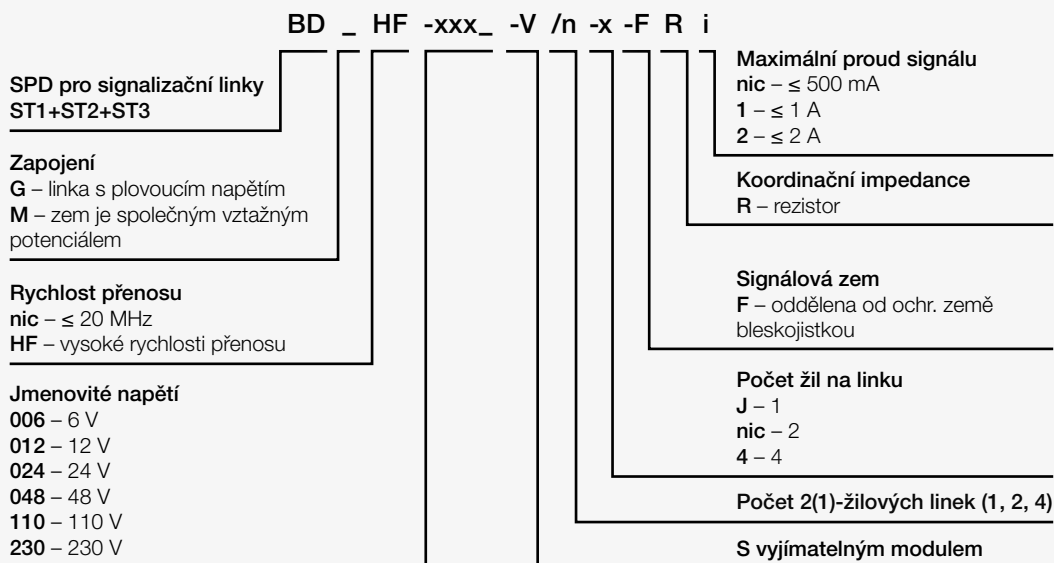 BD _ HF -xxx_ -V /n -x -F R i
SPD pro signalizační linky
ST1+ST2+ST3
Zapojení
G – linka s plovoucím napětím
M – zem je společným vztažným
potenciálem
Rychlost přenosu
nic – ≤ 20 MHz
HF – vysoké rychlosti přenosu
Jmenovité napětí
006 – 6 V
012 – 12 V
024 – 24 V
048 – 48 V
110 – 110 V
230 – 230 V
Maximální proud signálu
nic – ≤ 500 mA
1 – ≤ 1 A
2 – ≤ 2 A
Koordinační impedance
R – rezistor
Signálová zem
F – oddělena od ochr. země
bleskojistkou
Počet žil na linku
J – 1
nic – 2
4 – 4
Počet 2(1)-žilových linek (1, 2, 4)
S vyjímatelným modulem